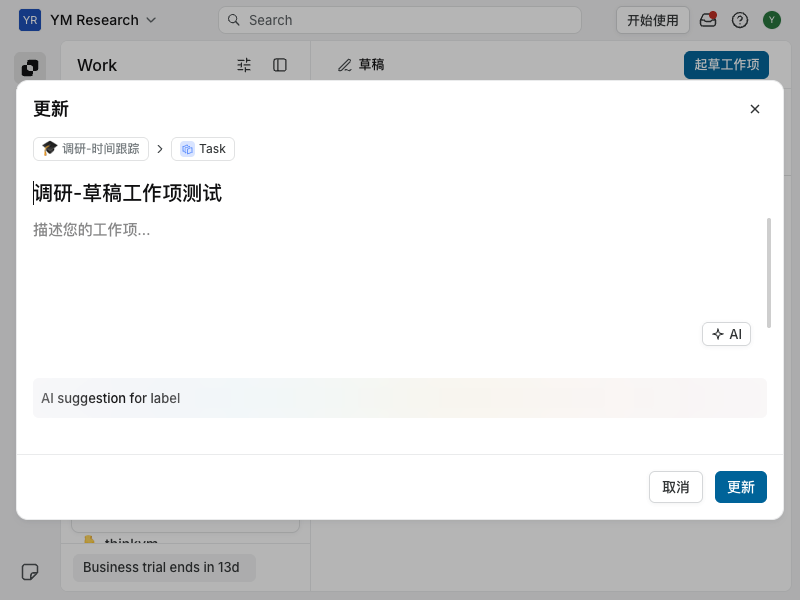 YR YM Research
Search
开始使用
Y
Work
草稿
起草工作项
更新
调研-时间跟踪
Task
调研-草稿工作项测试
描述您的工作项...
AI
AI suggestion for label
取消
更新
thinkym
Business trial ends in 13d